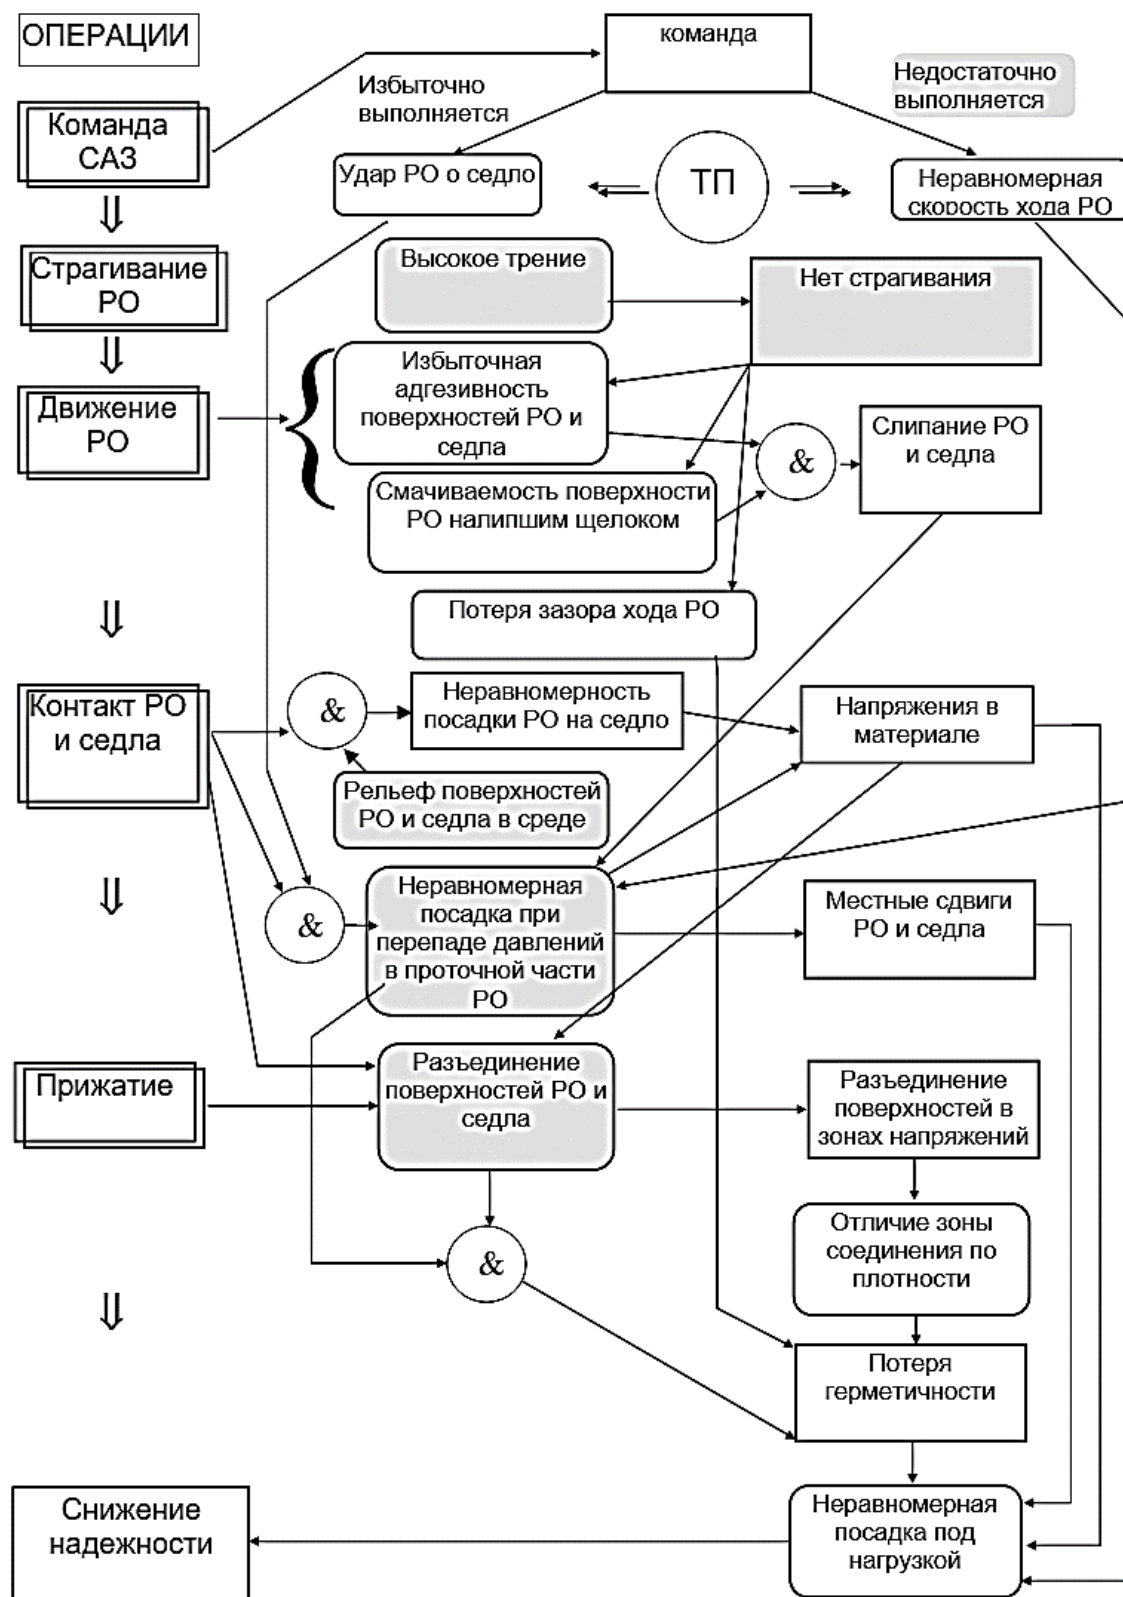 ОПЕРАЦИИ
команда
Избыточно
выполняется
Недостаточно
выполняется
Команда
САЗ
Удар РО о седло
ТП
Неравномерная
скорость хода РО
Страгивание
РО
Высокое трение
Нет страгивания
Движение
РО
Избыточная
адгезивность
поверхностей РО и
седла
&
Слипание РО
и седла
Смачиваемость поверхности
РО налипшим щелоком
Потеря зазора хода РО
Контакт РО
и седла
&
Неравномерность
посадки РО на седло
Напряжения в
материале
Рельеф поверхностей
РО и седла в среде
&
Неравномерная
посадка при
перепаде давлений
в проточной части
РО
Местные сдвиги
РО и седла
Прижатие
Разъединение
поверхностей РО и
седла
Разъединение
поверхностей в
зонах напряжений
&
Отличие зоны
соединения по
плотности
Потеря
герметичности
Снижение
надежности
Неравномерная
посадка под
нагрузкой